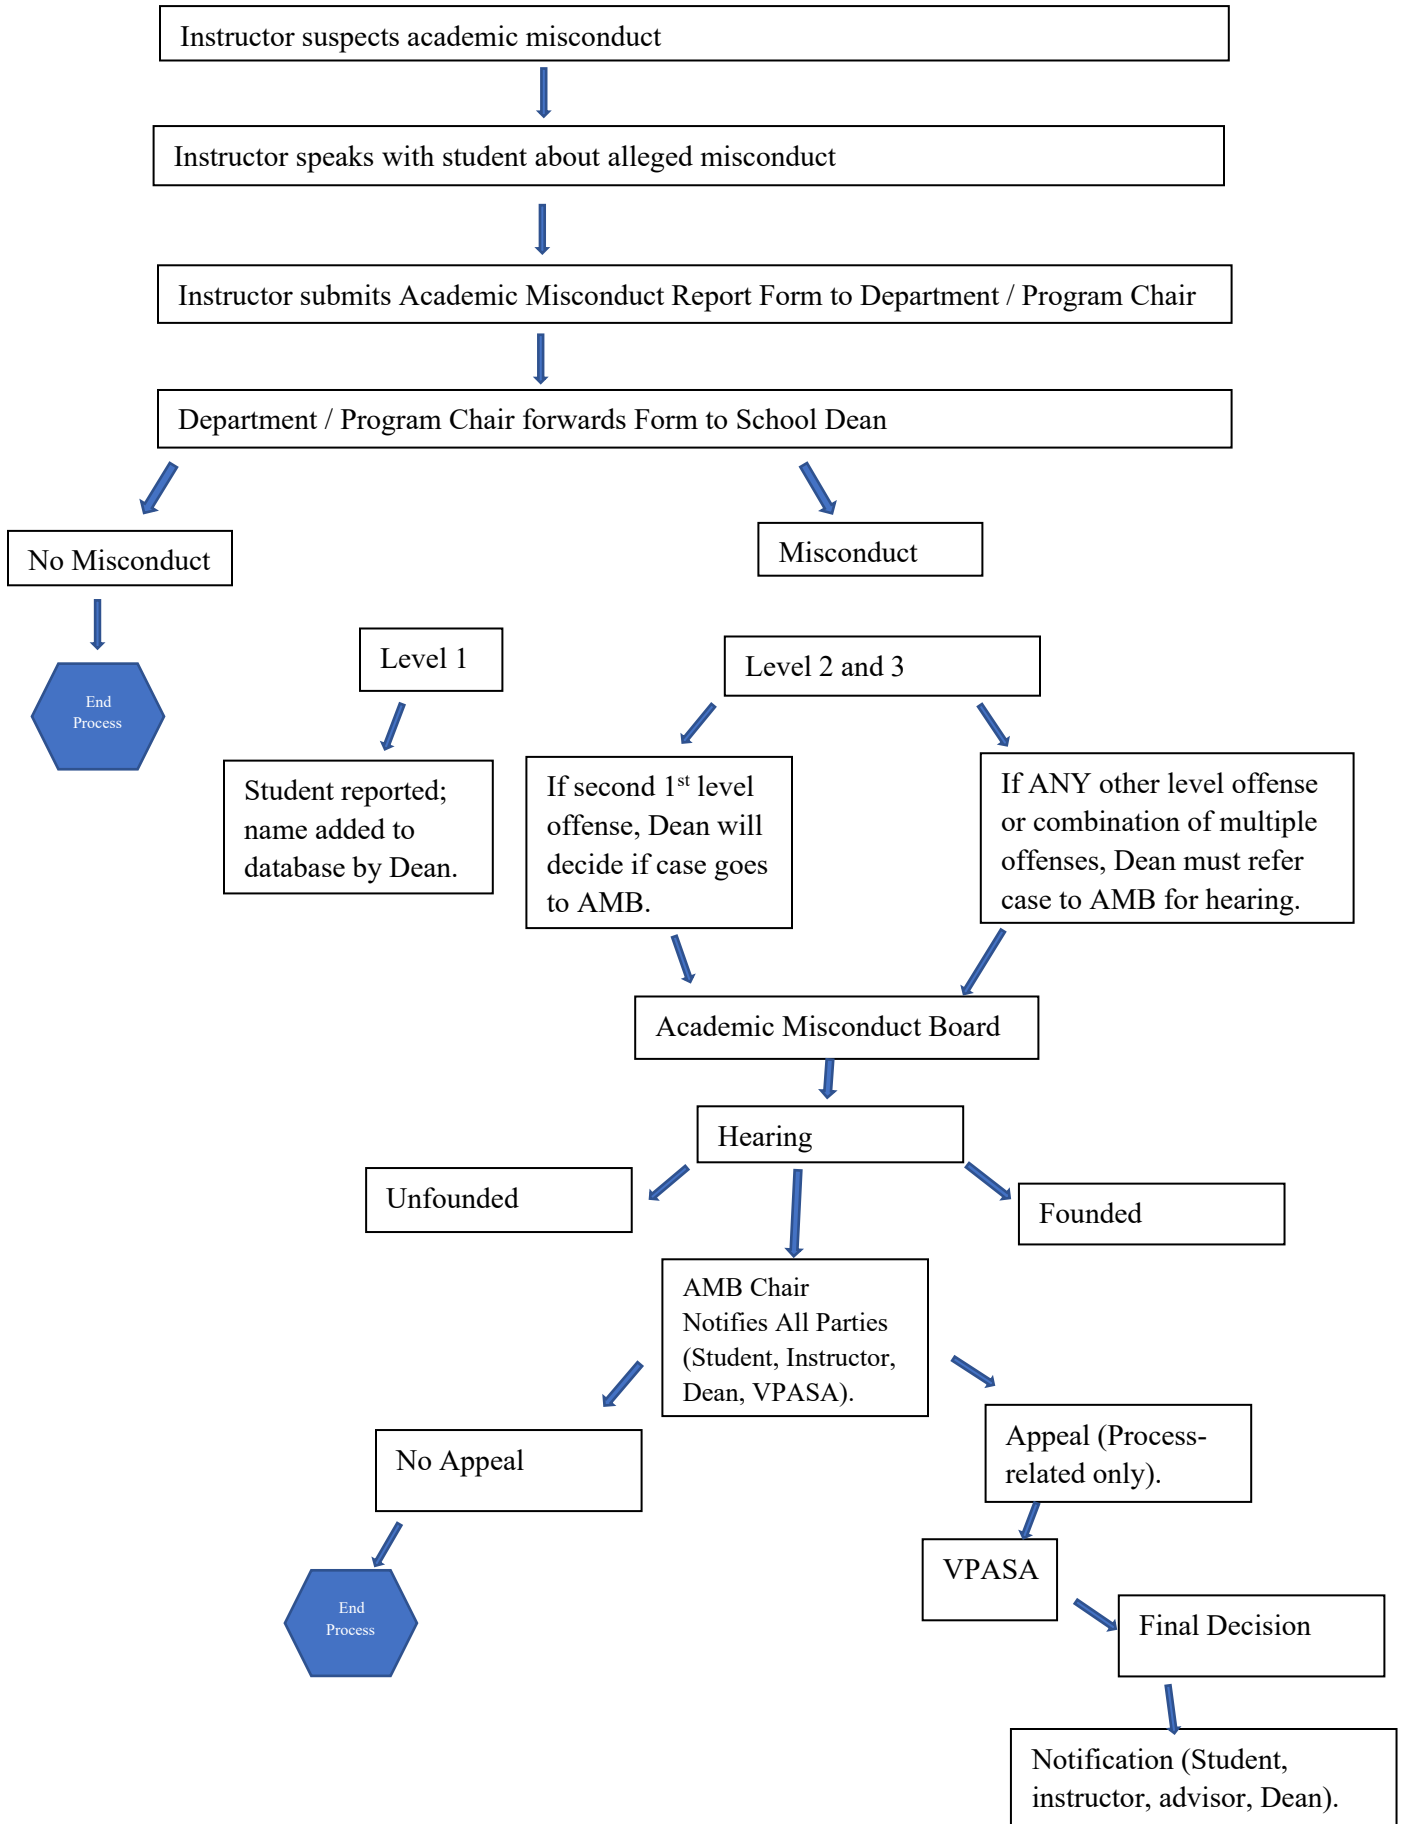 Instructor suspects academic misconduct
Instructor speaks with student about alleged misconduct
Instructor submits Academic Misconduct Report Form to Department / Program Chair
Department / Program Chair forwards Form to School Dean
No Misconduct
Misconduct
End
Process
Level 1
Level 2 and 3
Student reported;
name added to
database by Dean.
If second 1st level
offense, Dean will
decide if case goes
to AMB.
If ANY other level offense
or combination of multiple
offenses, Dean must refer
case to AMB for hearing.
Academic Misconduct Board
Hearing
Unfounded
Founded
AMB Chair
Notifies All Parties
(Student, Instructor,
Dean, VPASA).
No Appeal
Appeal (Process-
related only).
End
Process
VPASA
Final Decision
Notification (Student,
instructor, advisor, Dean).